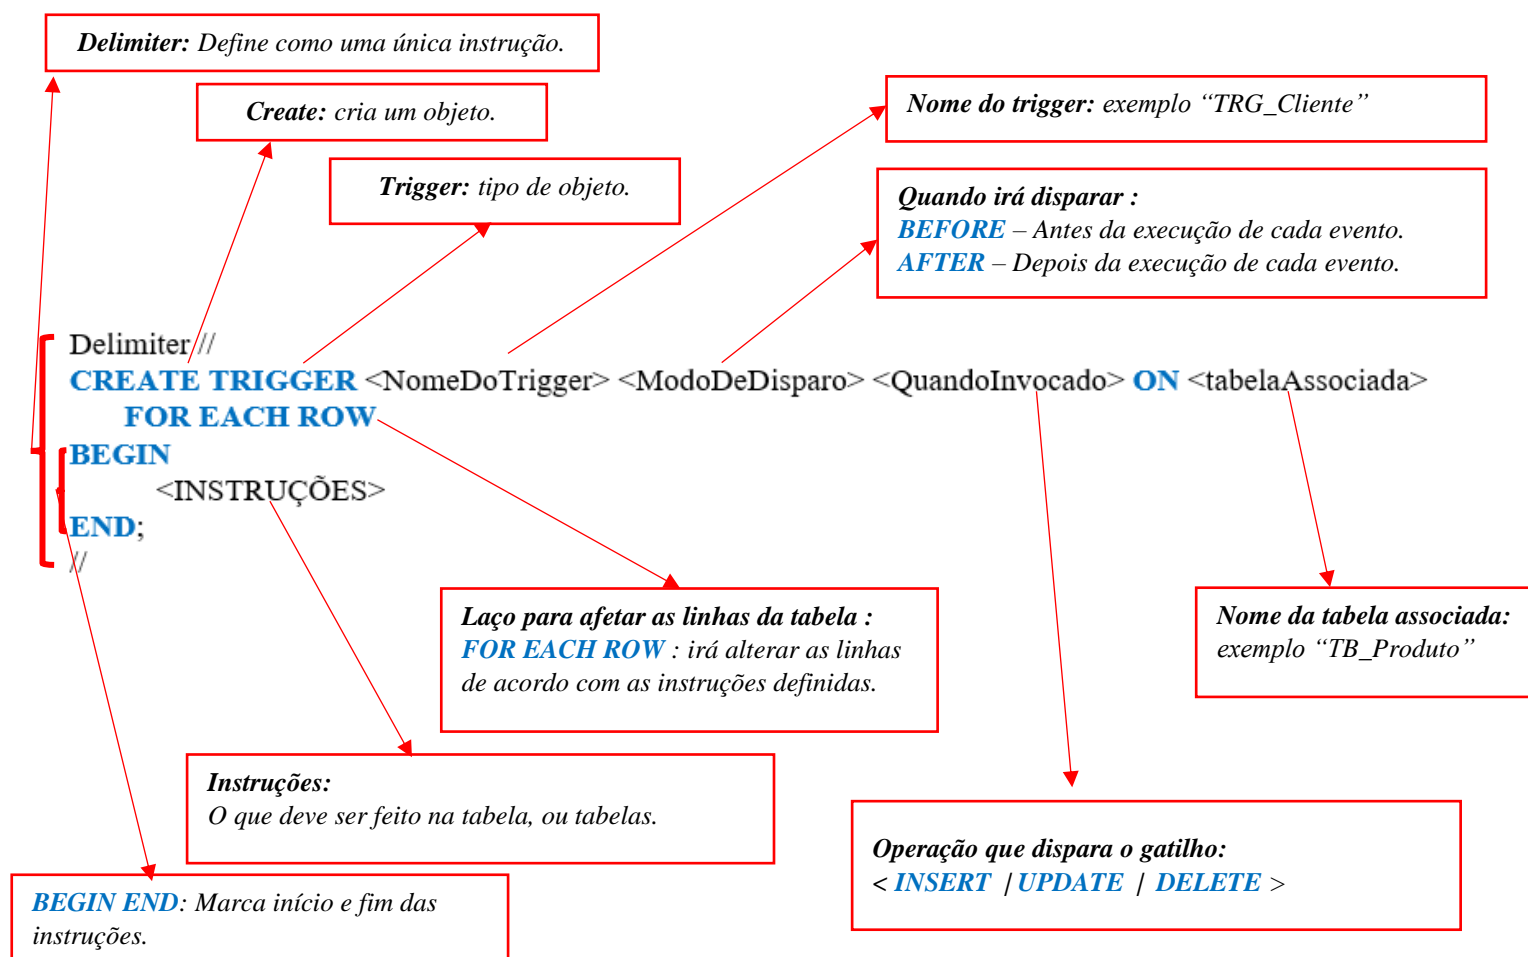 Delimiter: Define como uma única instrução.
Create: cria um objeto.
Nome do trigger: exemplo “TRG_Cliente”
Trigger: tipo de objeto.
Quando irá disparar :
BEFORE – Antes da execução de cada evento.
AFTER – Depois da execução de cada evento.
Delimiter //
CREATE TRIGGER <NomeDoTrigger> <ModoDeDisparo> <QuandoInvocado> ON <tabelaAssociada>
FOR EACH ROW
BEGIN
<INSTRUÇÕES>
END;
//
Laço para afetar as linhas da tabela :
FOR EACH ROW : irá alterar as linhas
de acordo com as instruções definidas.
Nome da tabela associada:
exemplo “TB_Produto”
Instruções:
O que deve ser feito na tabela, ou tabelas.
Operação que dispara o gatilho:
< INSERT | UPDATE | DELETE >
BEGIN END: Marca início e fim das
instruções.